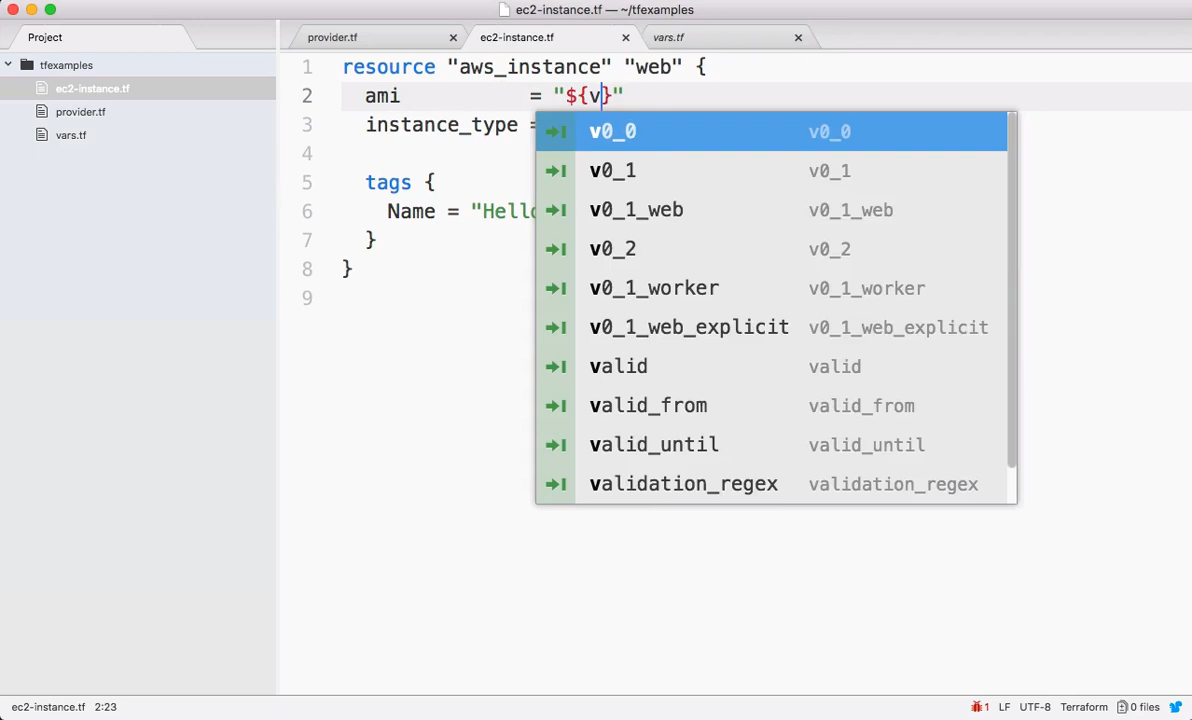 ec2-instance.tf — ~/tfexamples
Project
provider.tf
ec2-instance.tf
vars.tf
tfexamples
ec2-instance.tf
provider.tf
vars.tf
1 resource "aws_instance" "web" {
2 ami = "${v}"
3 instance_type =
4
5 tags {
6 Name = "Hello
7 }
8 }
9
v0_0 v0_0
v0_1 v0_1
v0_1_web v0_1_web
v0_2 v0_2
v0_1_worker v0_1_worker
v0_1_web_explicit v0_1_web_explicit
valid valid
valid_from valid_from
valid_until valid_until
validation_regex validation_regex
ec2-instance.tf 2:23 1 LF UTF-8 Terraform 0 files